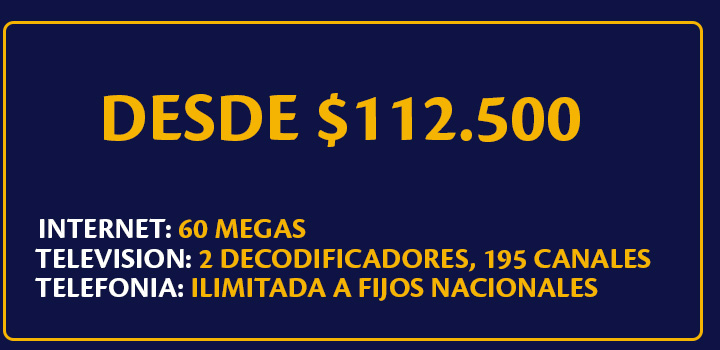 DESDE $112.500
INTERNET: 60 MEGAS
TELEVISION: 2 DECODIFICADORES, 195 CANALES
TELEFONIA: ILIMITADA A FIJOS NACIONALES